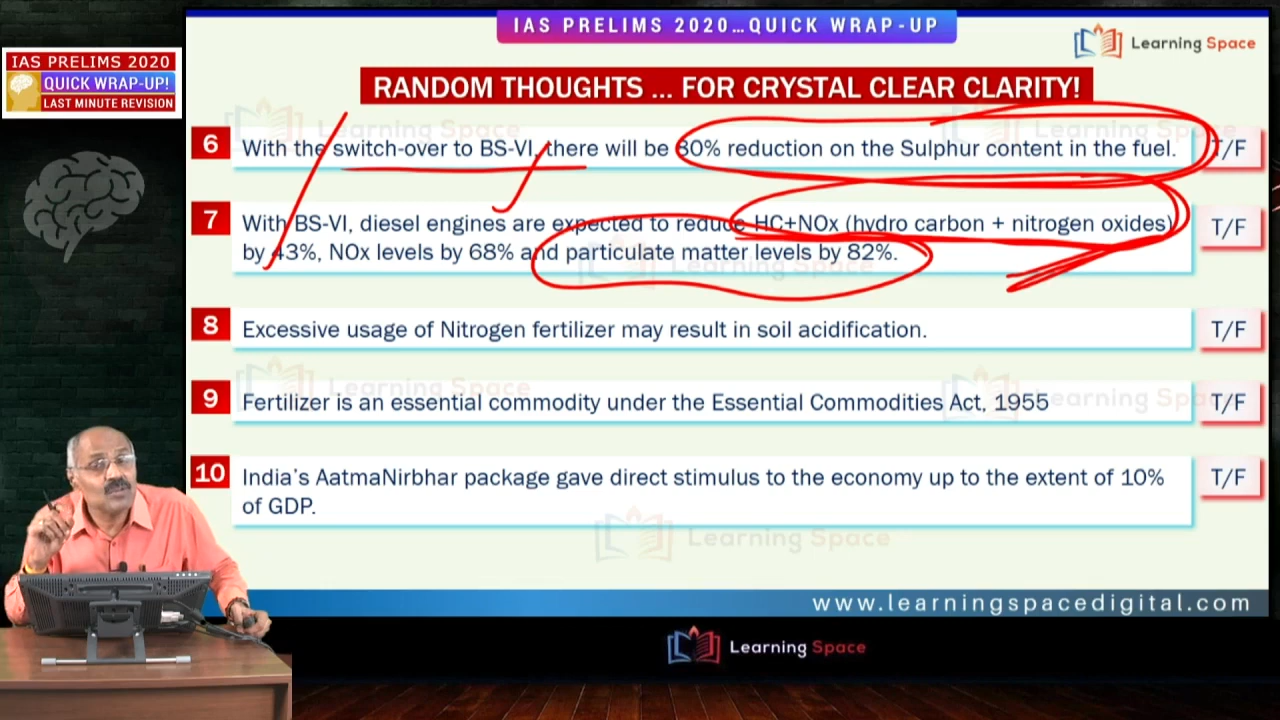 IAS PRELIMS 2020...QUICK WRAP-UP
Learning Space
IAS PRELIMS 2020
QUICK WRAP-UP!
LAST MINUTE REVISION
RANDOM THOUGHTS ... FOR CRYSTAL CLEAR CLARITY!
6 With the switch-over to BS-VI, there will be 80% reduction on the Sulphur content in the fuel. T/F
7 With BS-VI, diesel engines are expected to reduce HC+NOx (hydro carbon + nitrogen oxides) T/F
by 43%, NOx levels by 68% and particulate matter levels by 82%.
8 Excessive usage of Nitrogen fertilizer may result in soil acidification. T/F
9 Fertilizer is an essential commodity under the Essential Commodities Act, 1955 T/F
10 India's AatmaNirbhar package gave direct stimulus to the economy up to the extent of 10% T/F
of GDP.
Learning Space
www.learningspacedigital.com
Learning Space